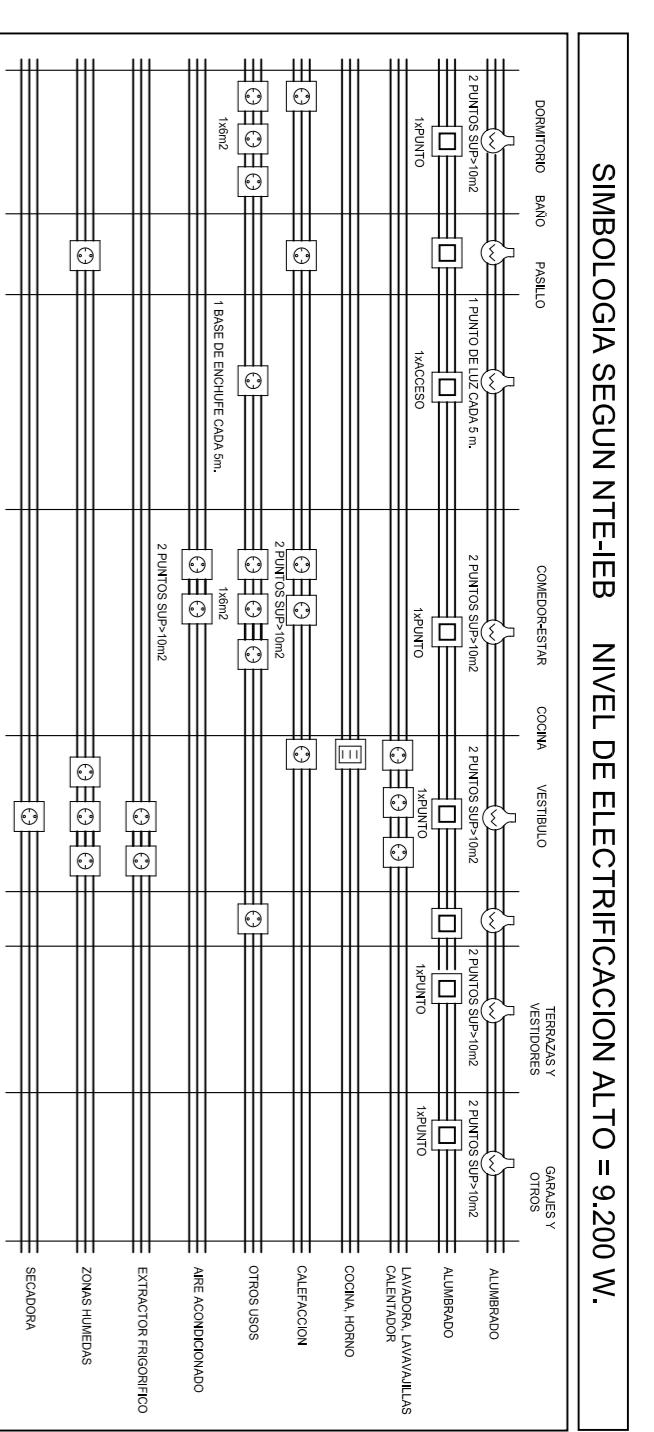 SIMBOLOGIA SEGUN NTE-IEB NIVEL DE ELECTRIFICACION ALTO = 9.200 W.
DORMITORIO
BAÑO
PASILLO
COMEDOR-ESTAR
COCINA
VESTIBULO
TERRAZAS Y
VESTIDORES
GARAJES Y
OTROS
ALUMBRADO
2 PUNTOS SUP>10m2
1 PUNTO DE LUZ CADA 5 m.
2 PUNTOS SUP>10m2
2 PUNTOS SUP>10m2
2 PUNTOS SUP>10m2
2 PUNTOS SUP>10m2
ALUMBRADO
1xPUNTO
1xACCESO
1xPUNTO
1xPUNTO
1xPUNTO
1xPUNTO
LAVADORA, LAVAVAJILLAS
CALENTADOR
COCINA, HORNO
CALEFACCION
2 PUNTOS SUP>10m2
OTROS USOS
1x6m2
1 BASE DE ENCHUFE CADA 5m.
1x6m2
AIRE ACONDICIONADO
2 PUNTOS SUP>10m2
EXTRACTOR FRIGORIFICO
ZONAS HUMEDAS
SECADORA